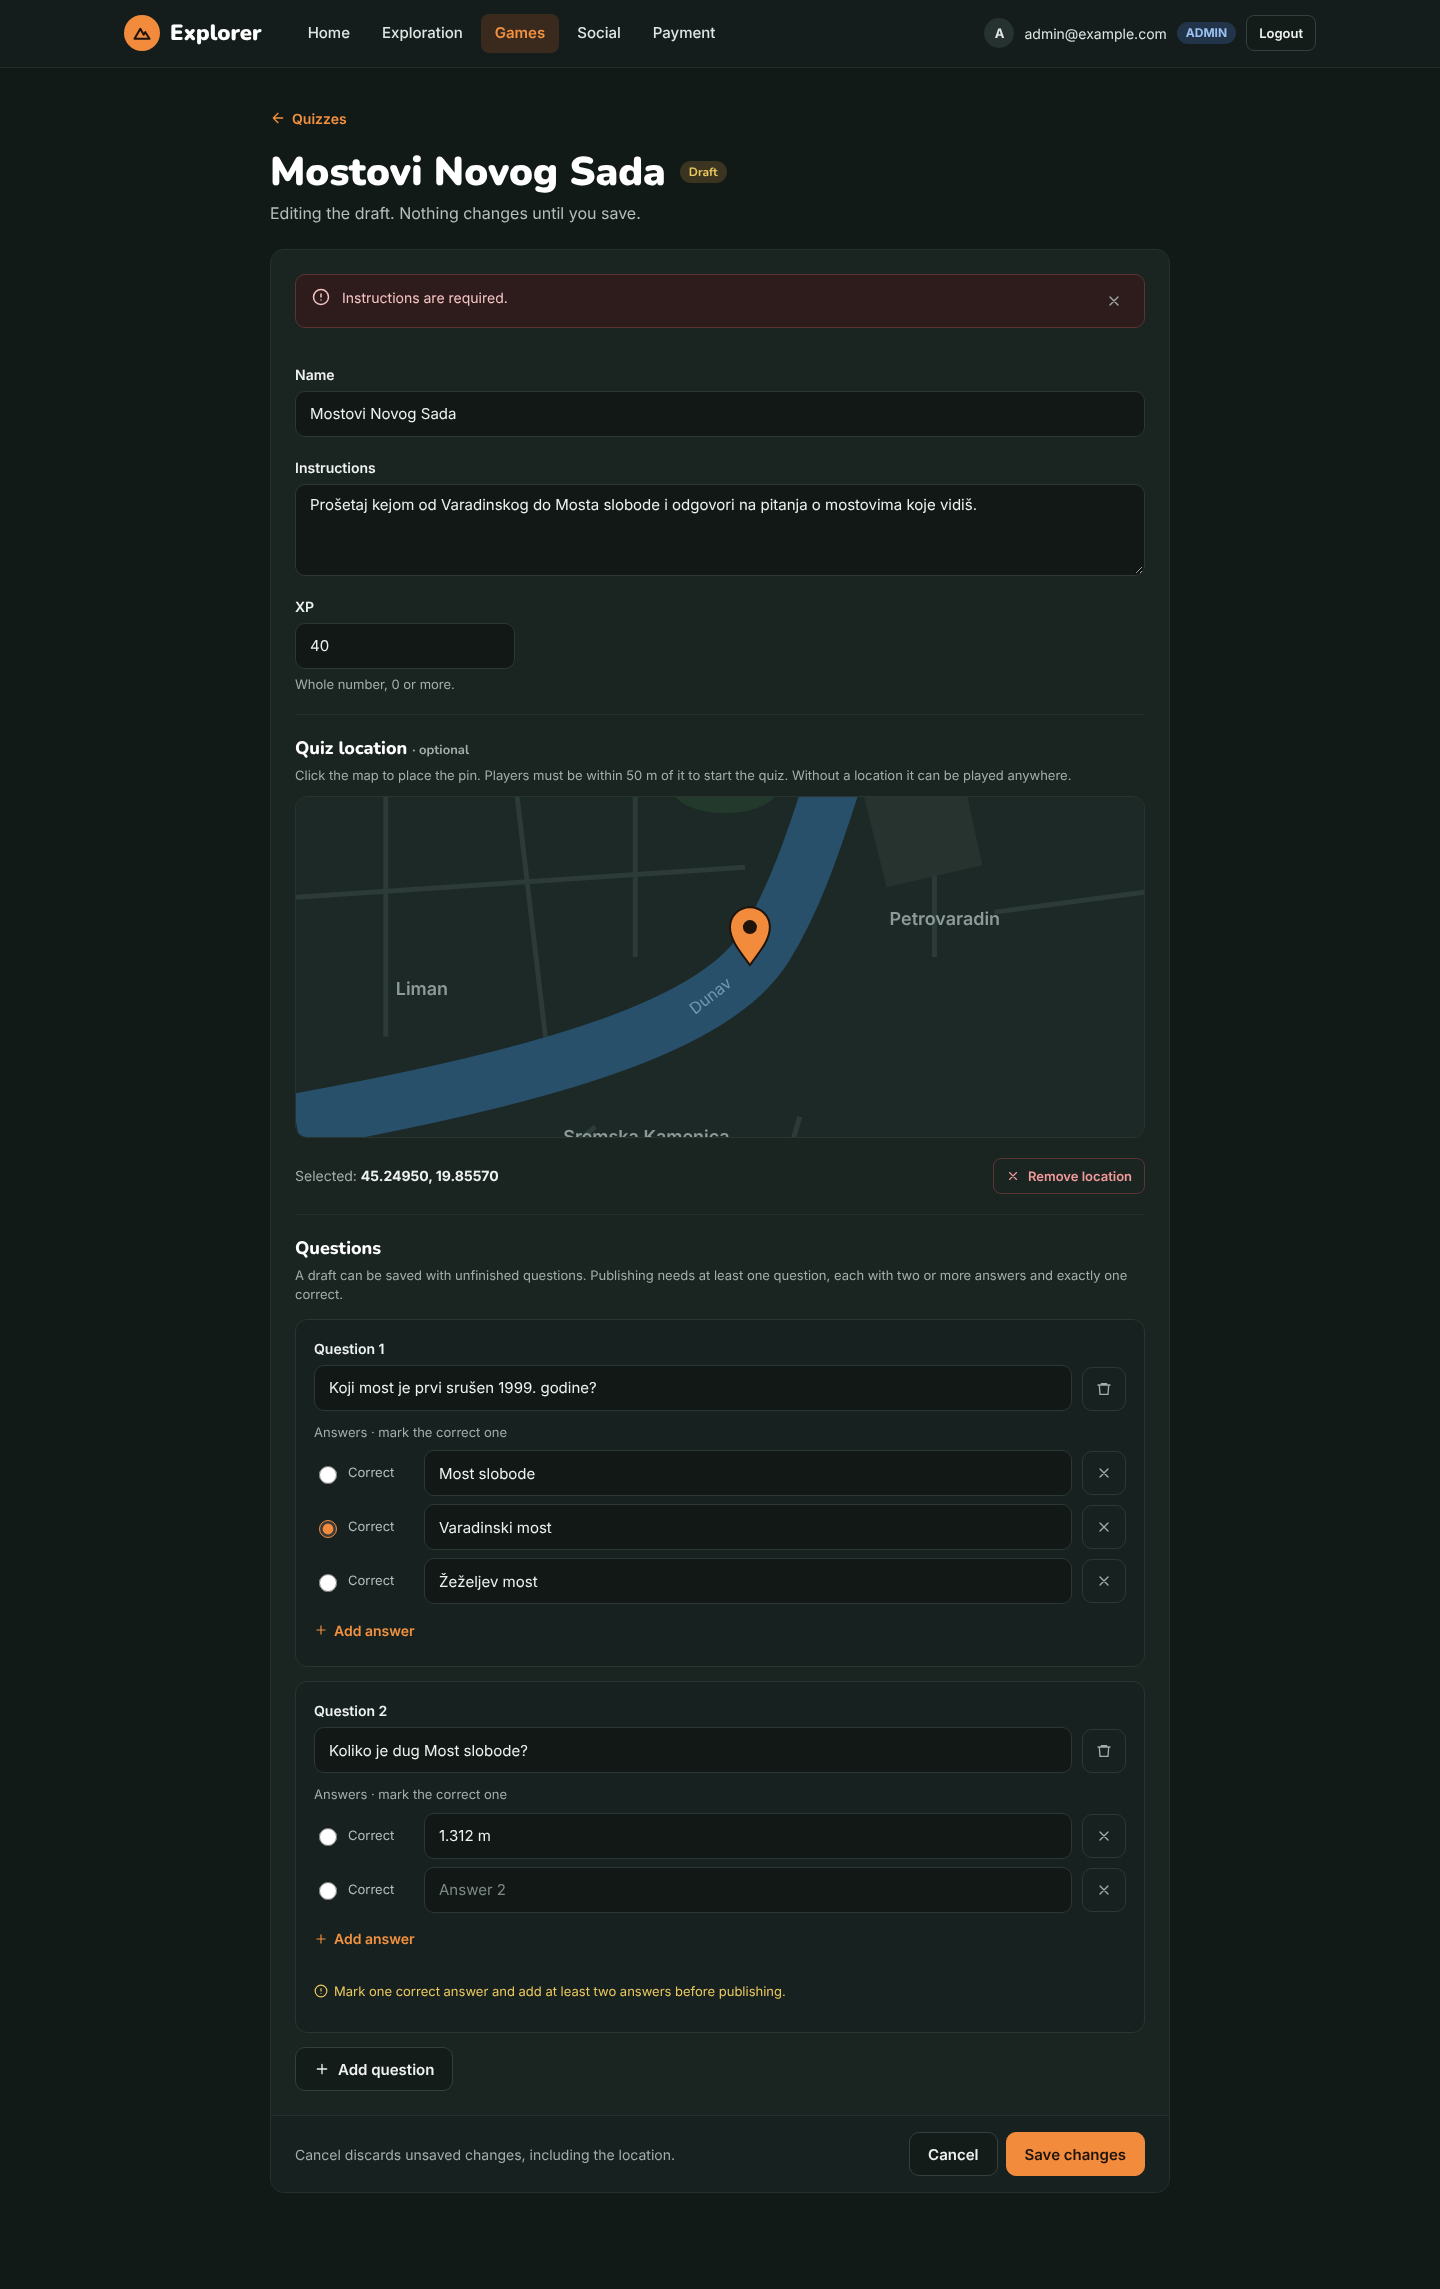 Explorer
Home
Exploration
Games
Social
Payment
A
admin@example.com
ADMIN
Logout
Quizzes
Mostovi Novog Sada
Draft
Editing the draft. Nothing changes until you save.
Instructions are required.
Name
Mostovi Novog Sada
Instructions
Prošetaj kejom od Varadinskog do Mosta slobode i odgovori na pitanja o mostovima koje vidiš.
XP
40
Whole number, 0 or more.
Quiz location · optional
Click the map to place the pin. Players must be within 50 m of it to start the quiz. Without a location it can be played anywhere.
Petrovaradin
Liman
Dunav
Sremska Kamenica
Selected: 45.24950, 19.85570
Remove location
Questions
A draft can be saved with unfinished questions. Publishing needs at least one question, each with two or more answers and exactly one
correct.
Question 1
Koji most je prvi srušen 1999. godine?
Answers · mark the correct one
Correct
Most slobode
Correct
Varadinski most
Correct
Žeželjev most
+ Add answer
Question 2
Koliko je dug Most slobode?
Answers · mark the correct one
Correct
1.312 m
Correct
Answer 2
+ Add answer
Mark one correct answer and add at least two answers before publishing.
+ Add question
Cancel discards unsaved changes, including the location.
Cancel
Save changes